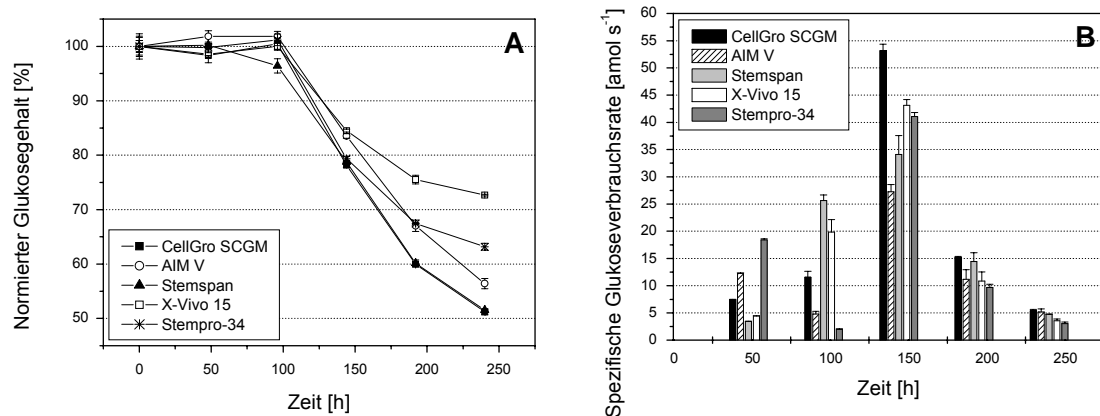 A
Normierter Glukosegehalt [%]
100
90
80
70
60
50
CellGro SCGM
AIM V
Stemspan
X-Vivo 15
Stempro-34
0 50 100 150 200 250
Zeit [h]
B
Spezifische Glukoseverbrauchsrate [amol s⁻¹]
60
55
50
45
40
35
30
25
20
15
10
5
0
CellGro SCGM
AIM V
Stemspan
X-Vivo 15
Stempro-34
0 50 100 150 200 250
Zeit [h]